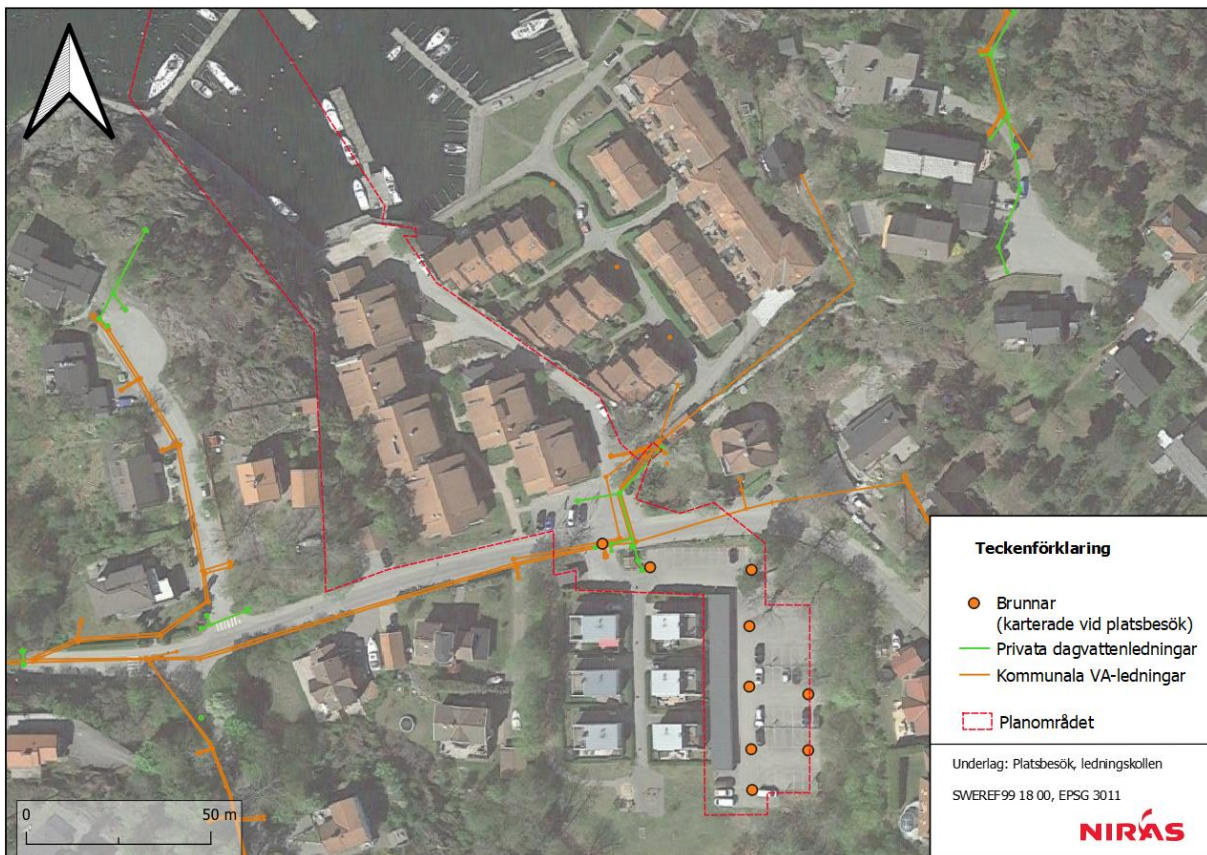 Teckenförklaring
Brunnar
(karterade vid platsbesök)
Privata dagvattenledningar
Kommunala VA-ledningar
Planområdet
Underlag: Platsbesök, ledningskollen
SWEREF99 18 00, EPSG 3011
NIRAS
0 50 m